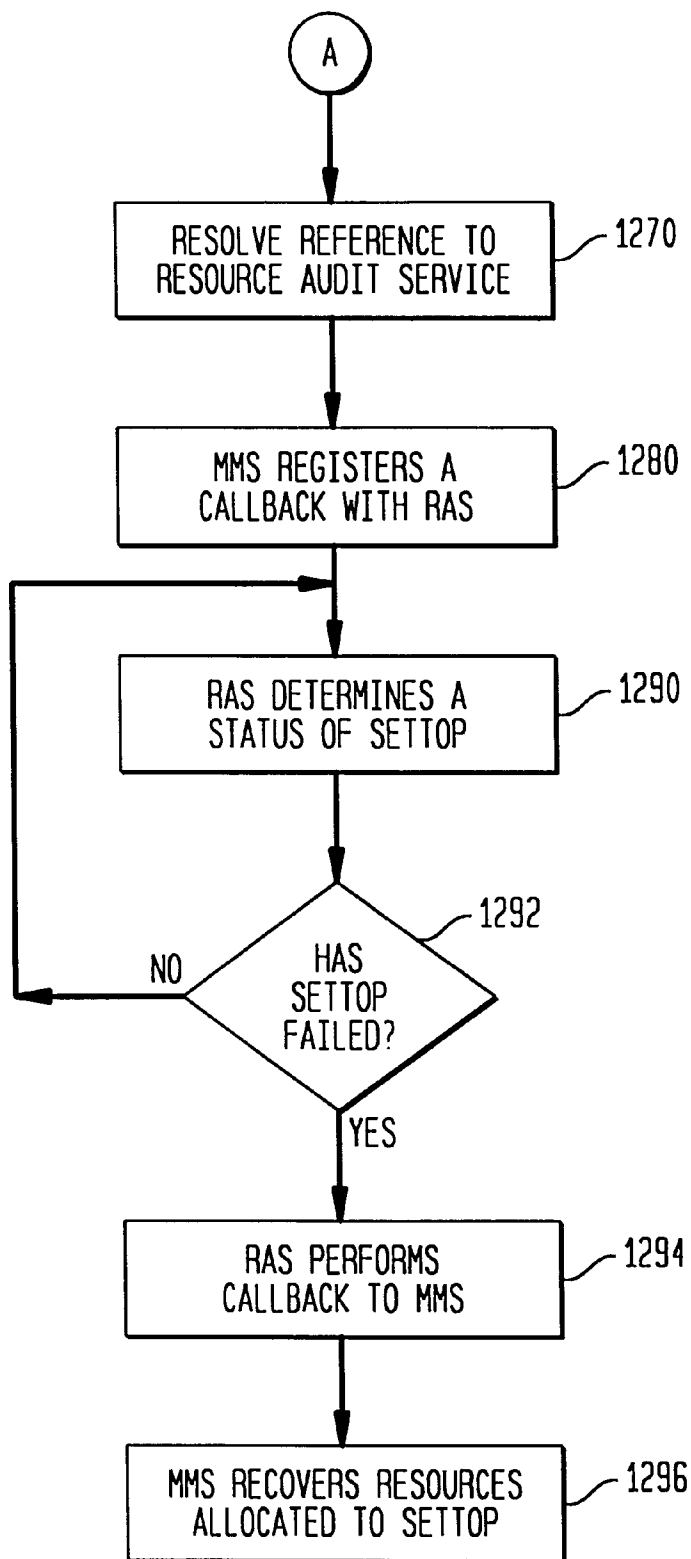 A
RESOLVE REFERENCE TO
RESOURCE AUDIT SERVICE
1270
MMS REGISTERS A
CALLBACK WITH RAS
1280
RAS DETERMINES A
STATUS OF SETTOP
1290
HAS
SETTOP
FAILED?
1292
NO
YES
RAS PERFORMS
CALLBACK TO MMS
1294
MMS RECOVERS RESOURCES
ALLOCATED TO SETTOP
1296